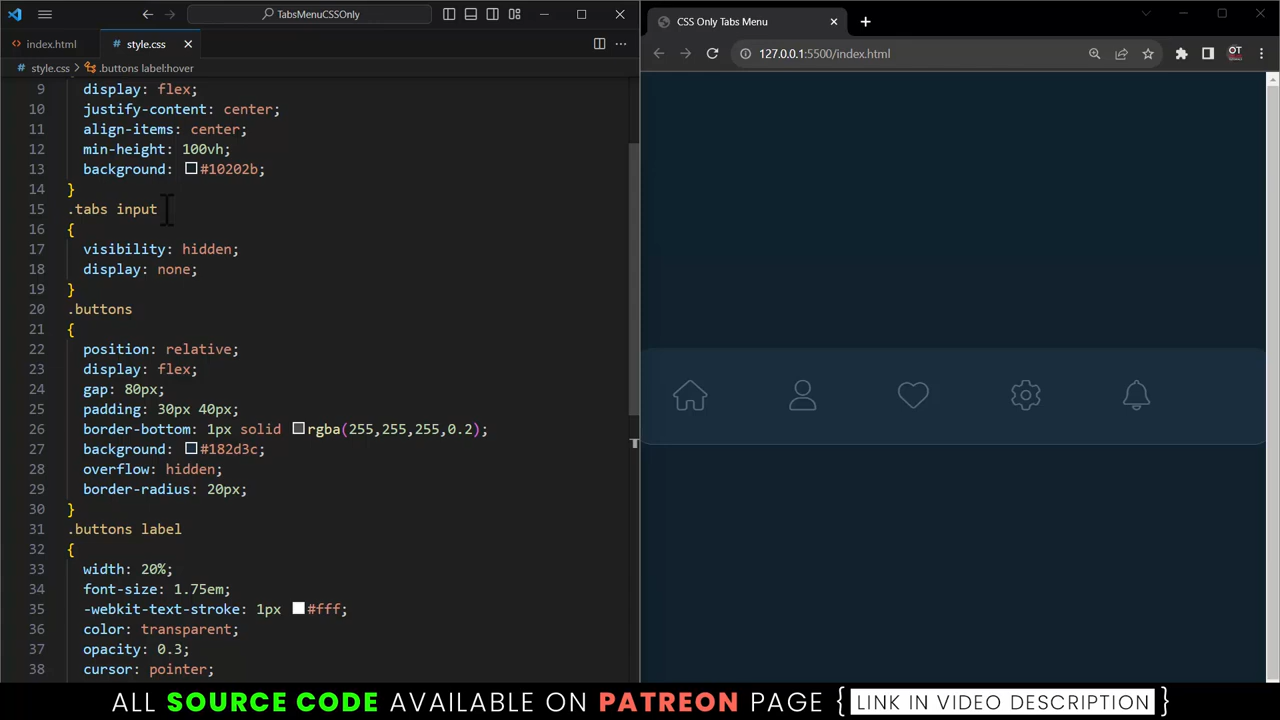 TabsMenuCSSOnly
index.html
style.css
style.css > .buttons label:hover
9 display: flex;
10 justify-content: center;
11 align-items: center;
12 min-height: 100vh;
13 background: #10202b;
14 }
15 .tabs input
16 {
17 visibility: hidden;
18 display: none;
19 }
20 .buttons
21 {
22 position: relative;
23 display: flex;
24 gap: 80px;
25 padding: 30px 40px;
26 border-bottom: 1px solid rgba(255,255,255,0.2);
27 background: #182d3c;
28 overflow: hidden;
29 border-radius: 20px;
30 }
31 .buttons label
32 {
33 width: 20%;
34 font-size: 1.75em;
35 -webkit-text-stroke: 1px #fff;
36 color: transparent;
37 opacity: 0.3;
38 cursor: pointer;
CSS Only Tabs Menu
127.0.0.1:5500/index.html
OT
ALL SOURCE CODE AVAILABLE ON PATREON PAGE { LINK IN VIDEO DESCRIPTION }